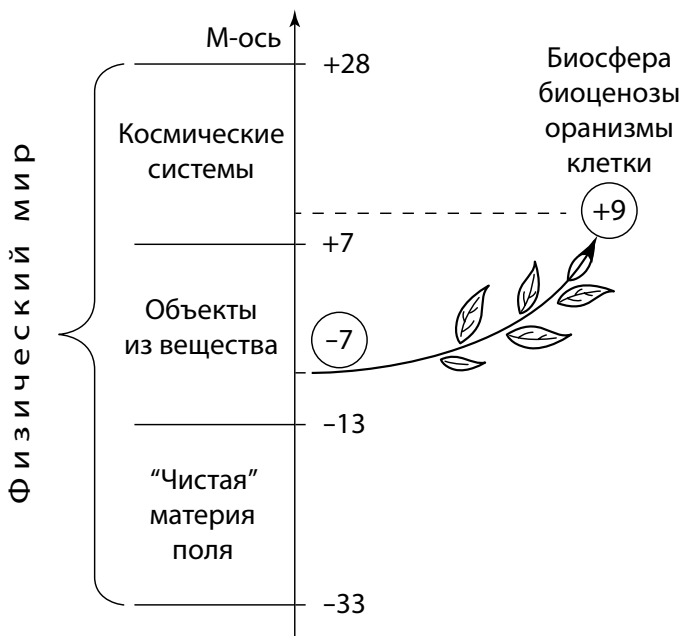 М-ось
+28
Биосфера
биоценозы
оранизмы
клетки
Космические
системы
+9
+7
Физический мир
Объекты
из вещества
–7
–13
“Чистая”
материя
поля
–33